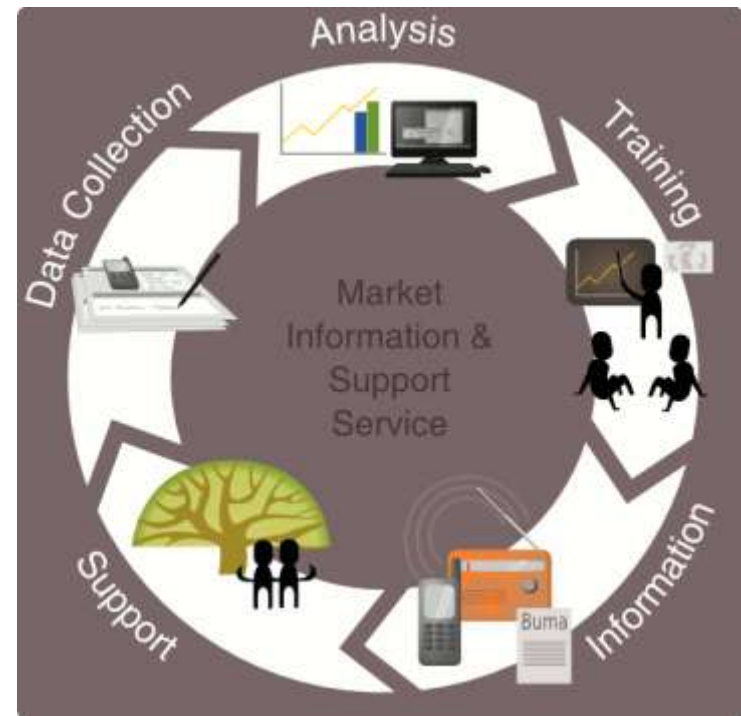 Analysis
Training
Information
Support
Data Collection
Market
Information &
Support
Service
Buma